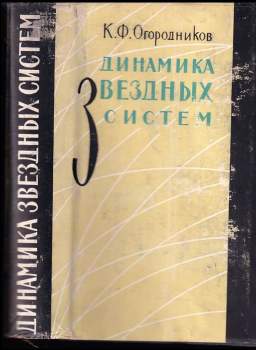 ДИНАМИКА ЗВЕЗДНЫХ СИСТЕМ
К.Ф.Огородников
ДИНАМИКА
ЗВЕЗДНЫХ
СИСТЕМ